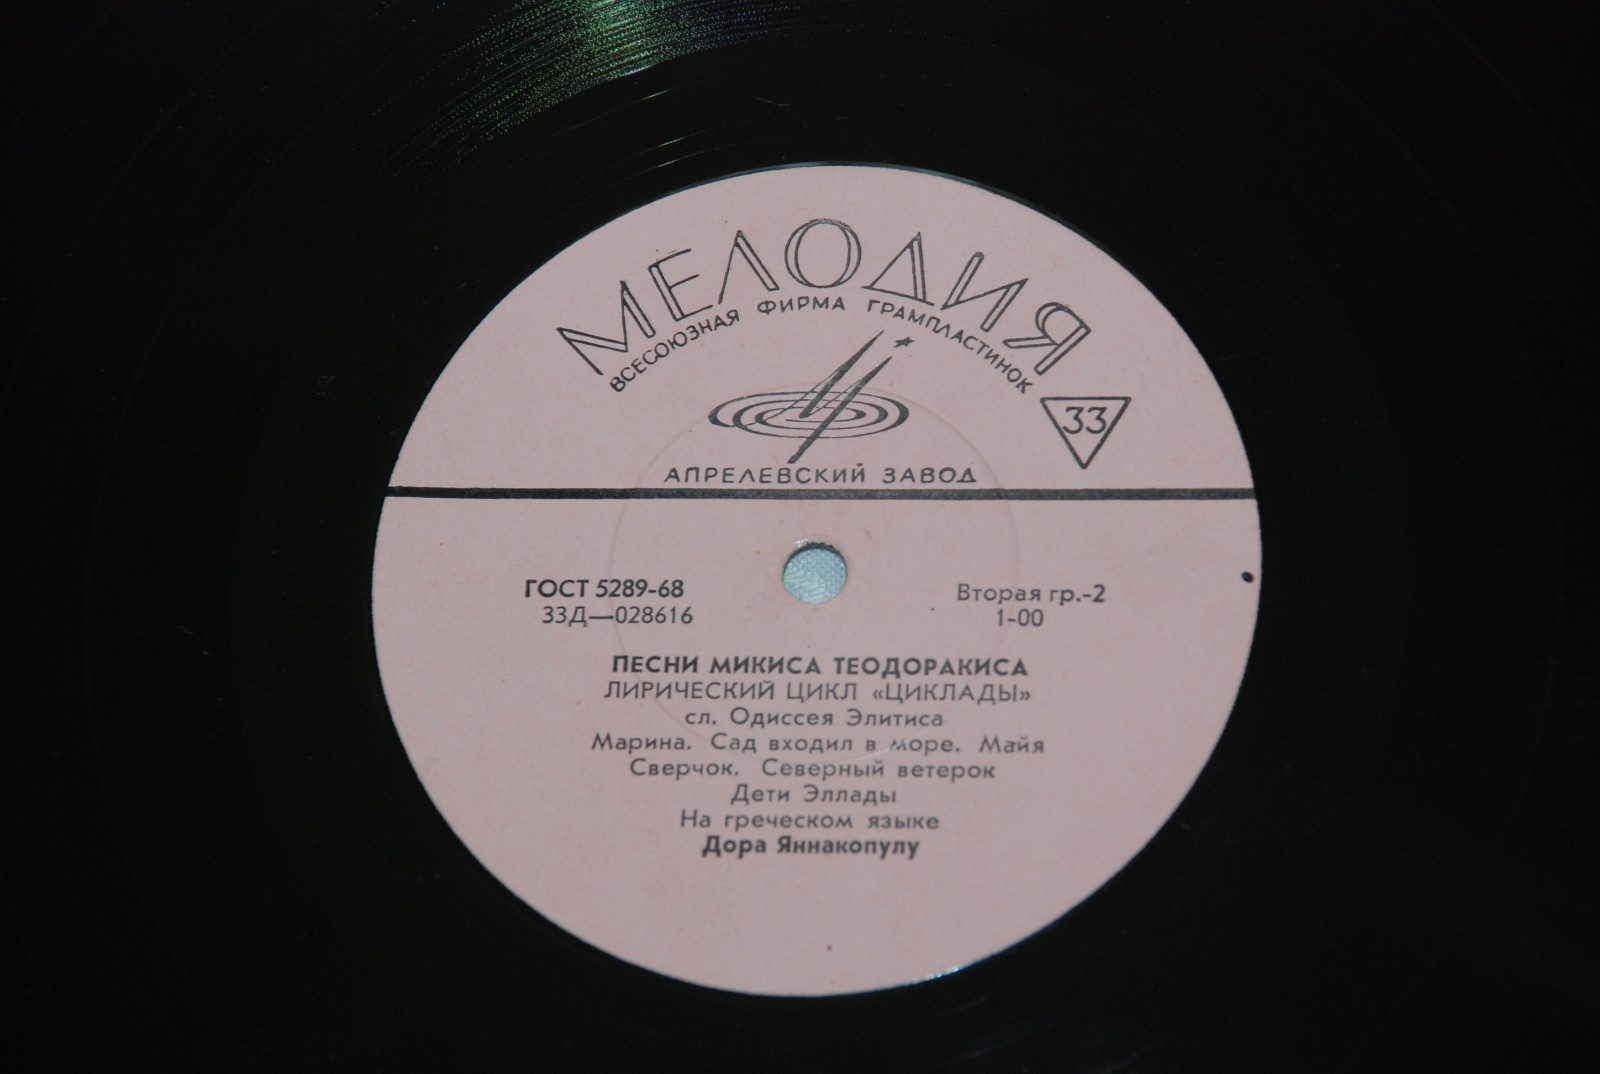 МЕЛОДИЯ
ВСЕСОЮЗНАЯ ФИРМА ГРАМПЛАСТИНОК
33
АПРЕЛЕВСКИЙ ЗАВОД
ГОСТ 5289-68
33Д—028616
Вторая гр.-2
1-00
ПЕСНИ МИКИСА ТЕОДОРАКИСА
ЛИРИЧЕСКИЙ ЦИКЛ «ЦИКЛАДЫ»
сл. Одиссея Элитиса
Марина. Сад входил в море. Майя
Сверчок. Северный ветерок
Дети Эллады
На греческом языке
Дора Яннакопулу